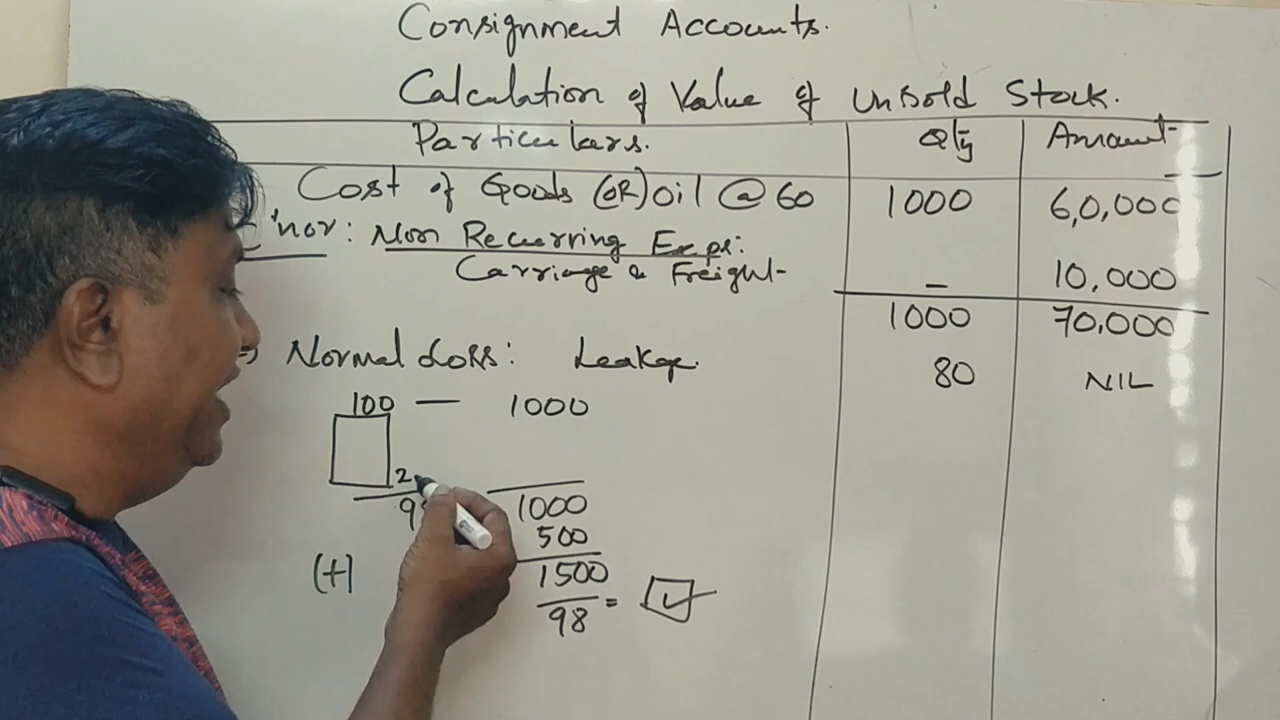 Consignment Accounts.
Calculation of Value of Unsold Stock.
Particulars. Qty Amount
Cost of Goods (OR) Oil @ 60 1000 6,0,000
'nor: Non Recurring Exps:
Carriage & Freight - 10,000
1000 70,000
Normal Loss: Leakage. 80 NIL
100 — 1000
2
1000
500
(+) 1500
98 =